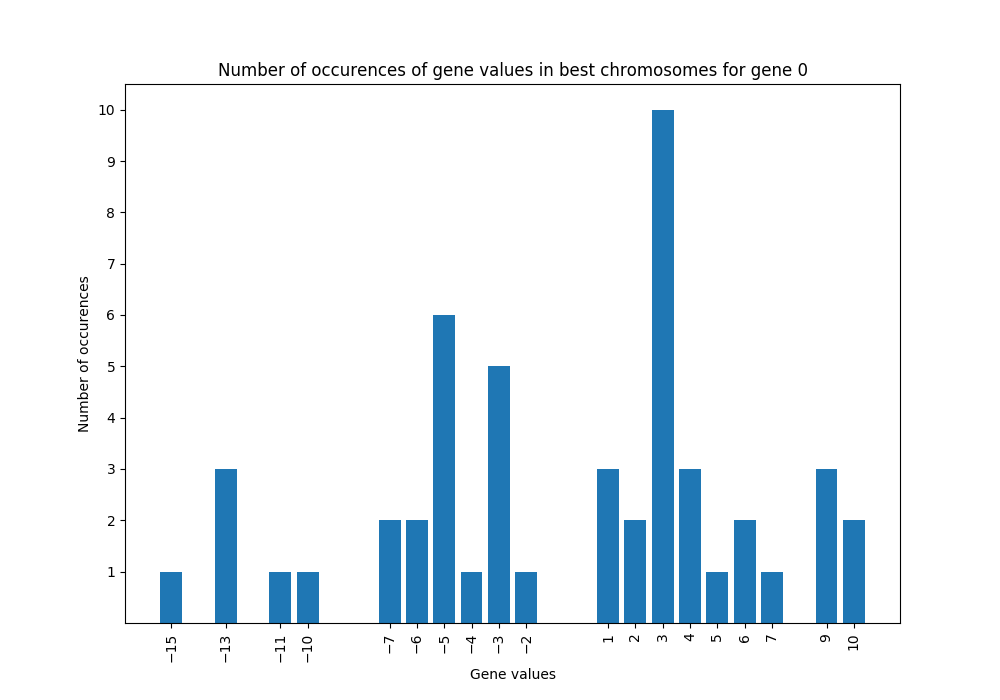 Number of occurences of gene values in best chromosomes for gene 0
10
9
8
7
6
5
4
3
2
1
Number of occurences
−15 −13 −11 −10 −7 −6 −5 −4 −3 −2 1 2 3 4 5 6 7 9 10
Gene values